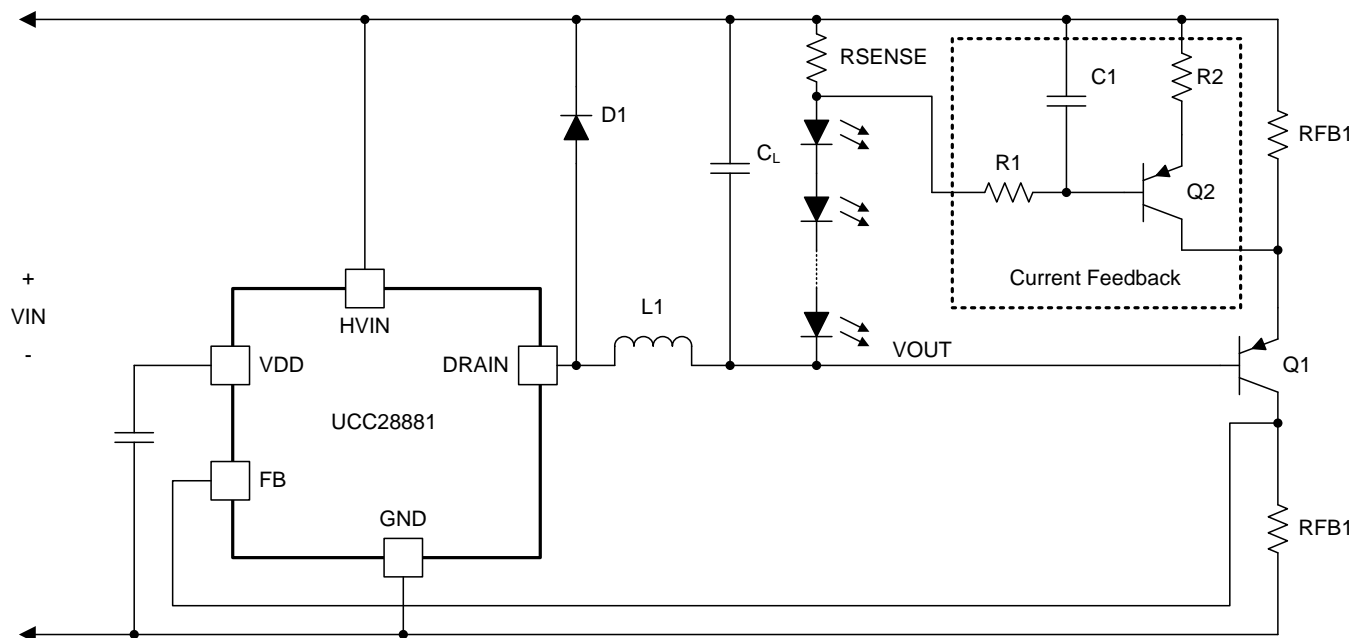 RSENSE
C1
R2
D1
RFB1
CL
R1
Q2
+
VIN
-
Current Feedback
HVIN
L1
VDD
DRAIN
VOUT
Q1
UCC28881
FB
GND
RFB1